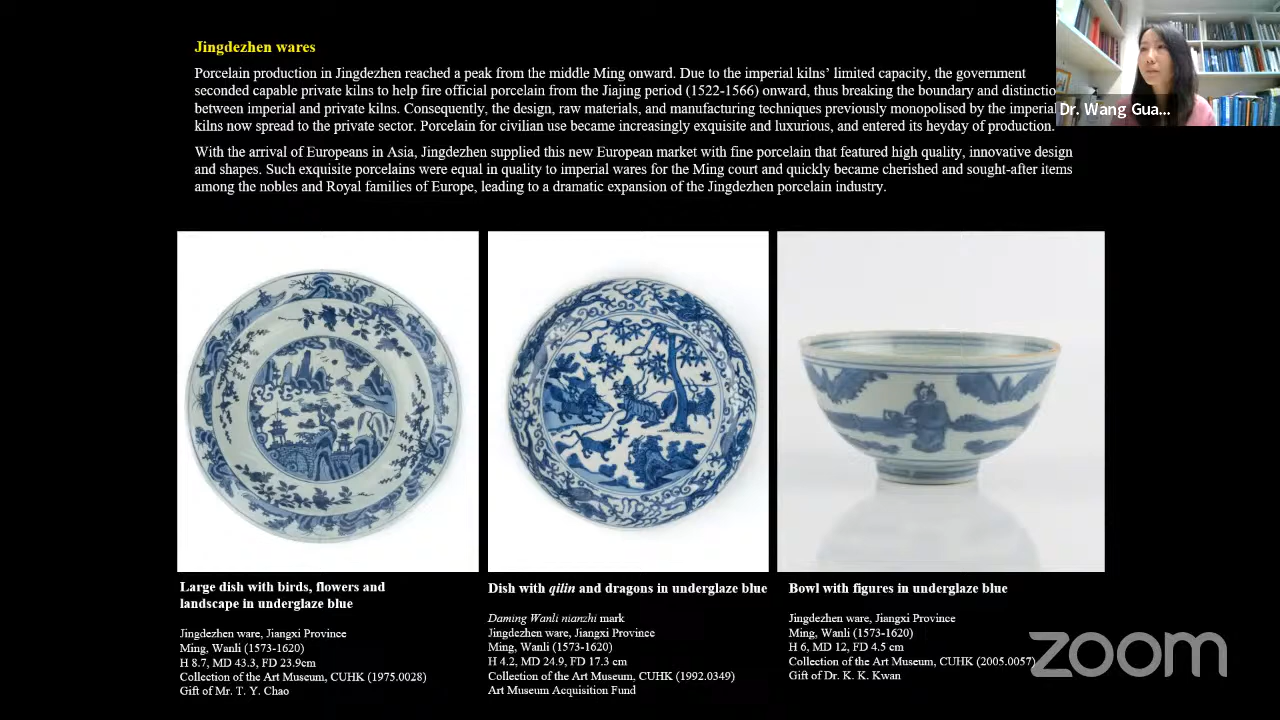 Jingdezhen wares
Porcelain production in Jingdezhen reached a peak from the middle Ming onward. Due to the imperial kilns' limited capacity, the government
seconded capable private kilns to help fire official porcelain from the Jiajing period (1522-1566) onward, thus breaking the boundary and distinctio
between imperial and private kilns. Consequently, the design, raw materials, and manufacturing techniques previously monopolised by the imperial
kilns now spread to the private sector. Porcelain for civilian use became increasingly exquisite and luxurious, and entered its heyday of production.
With the arrival of Europeans in Asia, Jingdezhen supplied this new European market with fine porcelain that featured high quality, innovative design
and shapes. Such exquisite porcelains were equal in quality to imperial wares for the Ming court and quickly became cherished and sought-after items
among the nobles and Royal families of Europe, leading to a dramatic expansion of the Jingdezhen porcelain industry.
Dr. Wang Gua...
Large dish with birds, flowers and
landscape in underglaze blue
Jingdezhen ware, Jiangxi Province
Ming, Wanli (1573-1620)
H 8.7, MD 43.3, FD 23.9cm
Collection of the Art Museum, CUHK (1975.0028)
Gift of Mr. T. Y. Chao
Dish with qilin and dragons in underglaze blue
Daming Wanli nianzhi mark
Jingdezhen ware, Jiangxi Province
Ming, Wanli (1573-1620)
H 4.2, MD 24.9, FD 17.3 cm
Collection of the Art Museum, CUHK (1992.0349)
Art Museum Acquisition Fund
Bowl with figures in underglaze blue
Jingdezhen ware, Jiangxi Province
Ming, Wanli (1573-1620)
H 6, MD 12, FD 4.5 cm
Collection of the Art Museum, CUHK (2005.0057)
Gift of Dr. K. K. Kwan
zoom